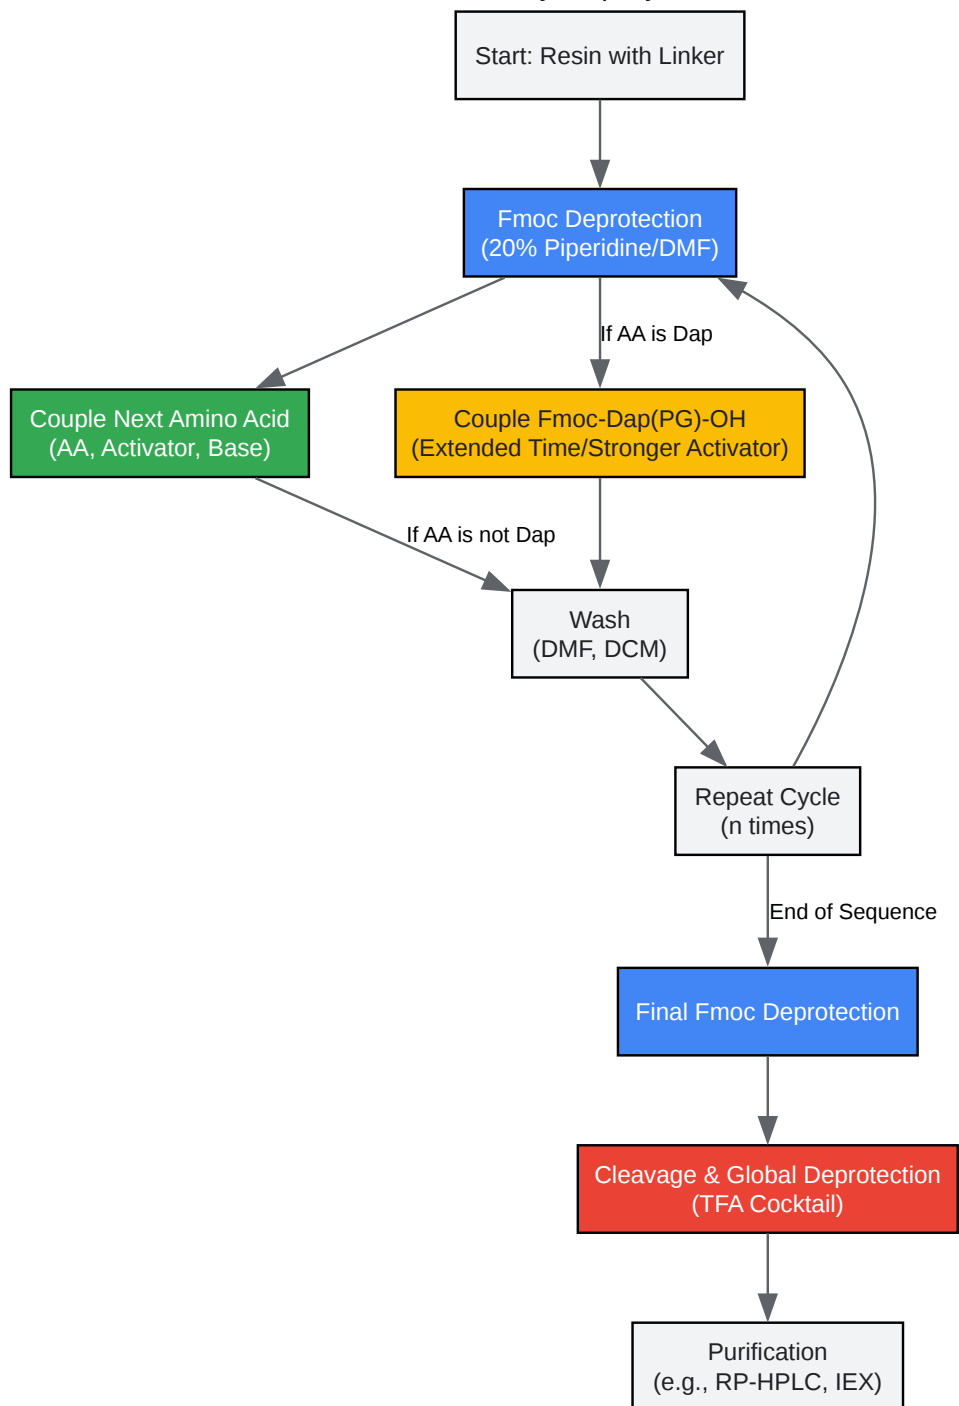 Start: Resin with Linker
Fmoc Deprotection
(20% Piperidine/DMF)
If AA is Dap
Couple Next Amino Acid
(AA, Activator, Base)
Couple Fmoc-Dap(PG)-OH
(Extended Time/Stronger Activator)
If AA is not Dap
Wash
(DMF, DCM)
Repeat Cycle
(n times)
End of Sequence
Final Fmoc Deprotection
Cleavage & Global Deprotection
(TFA Cocktail)
Purification
(e.g., RP-HPLC, IEX)